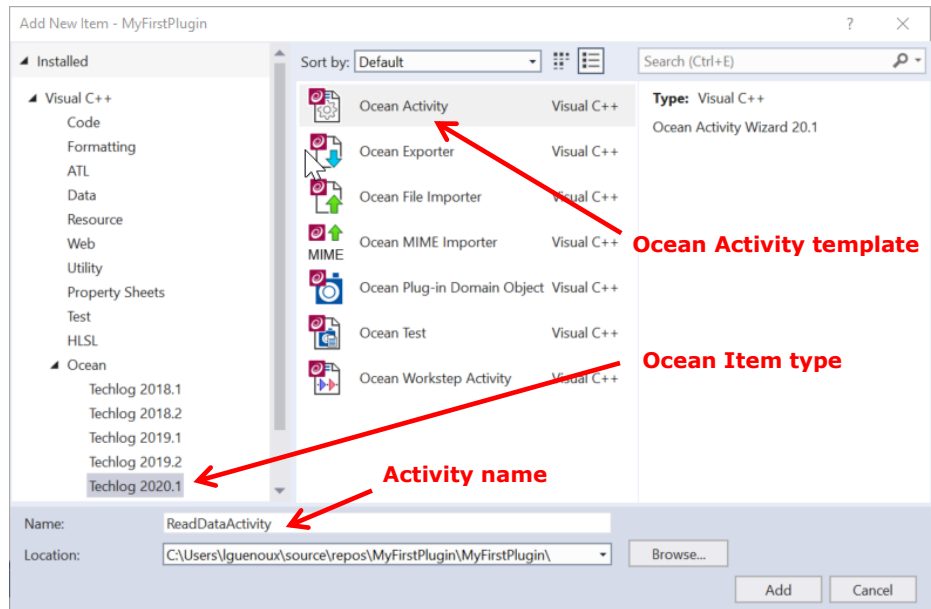 Add New Item - MyFirstPlugin
Installed
Visual C++
Code
Formatting
ATL
Data
Resource
Web
Utility
Property Sheets
Test
HLSL
Ocean
Techlog 2018.1
Techlog 2018.2
Techlog 2019.1
Techlog 2019.2
Techlog 2020.1
Sort by: Default
Ocean Activity Visual C++
Ocean Exporter Visual C++
Ocean File Importer Visual C++
MIME Ocean MIME Importer Visual C++
Ocean Plug-in Domain Object Visual C++
Ocean Test Visual C++
Ocean Workstep Activity Visual C++
Search (Ctrl+E)
Type: Visual C++
Ocean Activity Wizard 20.1
Ocean Activity template
Ocean Item type
Activity name
Name: ReadDataActivity
Location: C:\Users\lguenoux\source\repos\MyFirstPlugin\MyFirstPlugin\ Browse...
Add Cancel